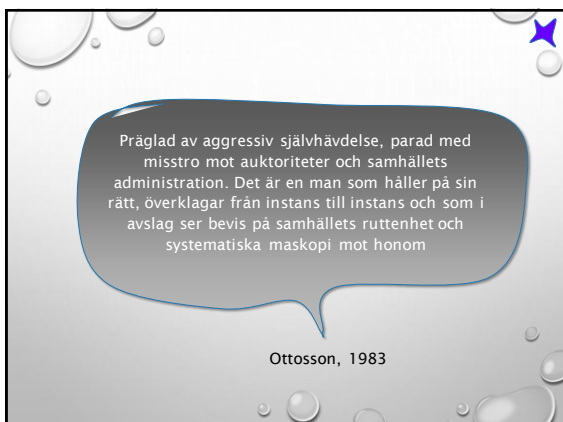 Präglad av aggressiv självhävdelse, parad med
misstro mot auktoriteter och samhällets
administration. Det är en man som håller på sin
rätt, överklagar från instans till instans och som i
avslag ser bevis på samhällets ruttenhet och
systematiska maskopi mot honom
Ottosson, 1983